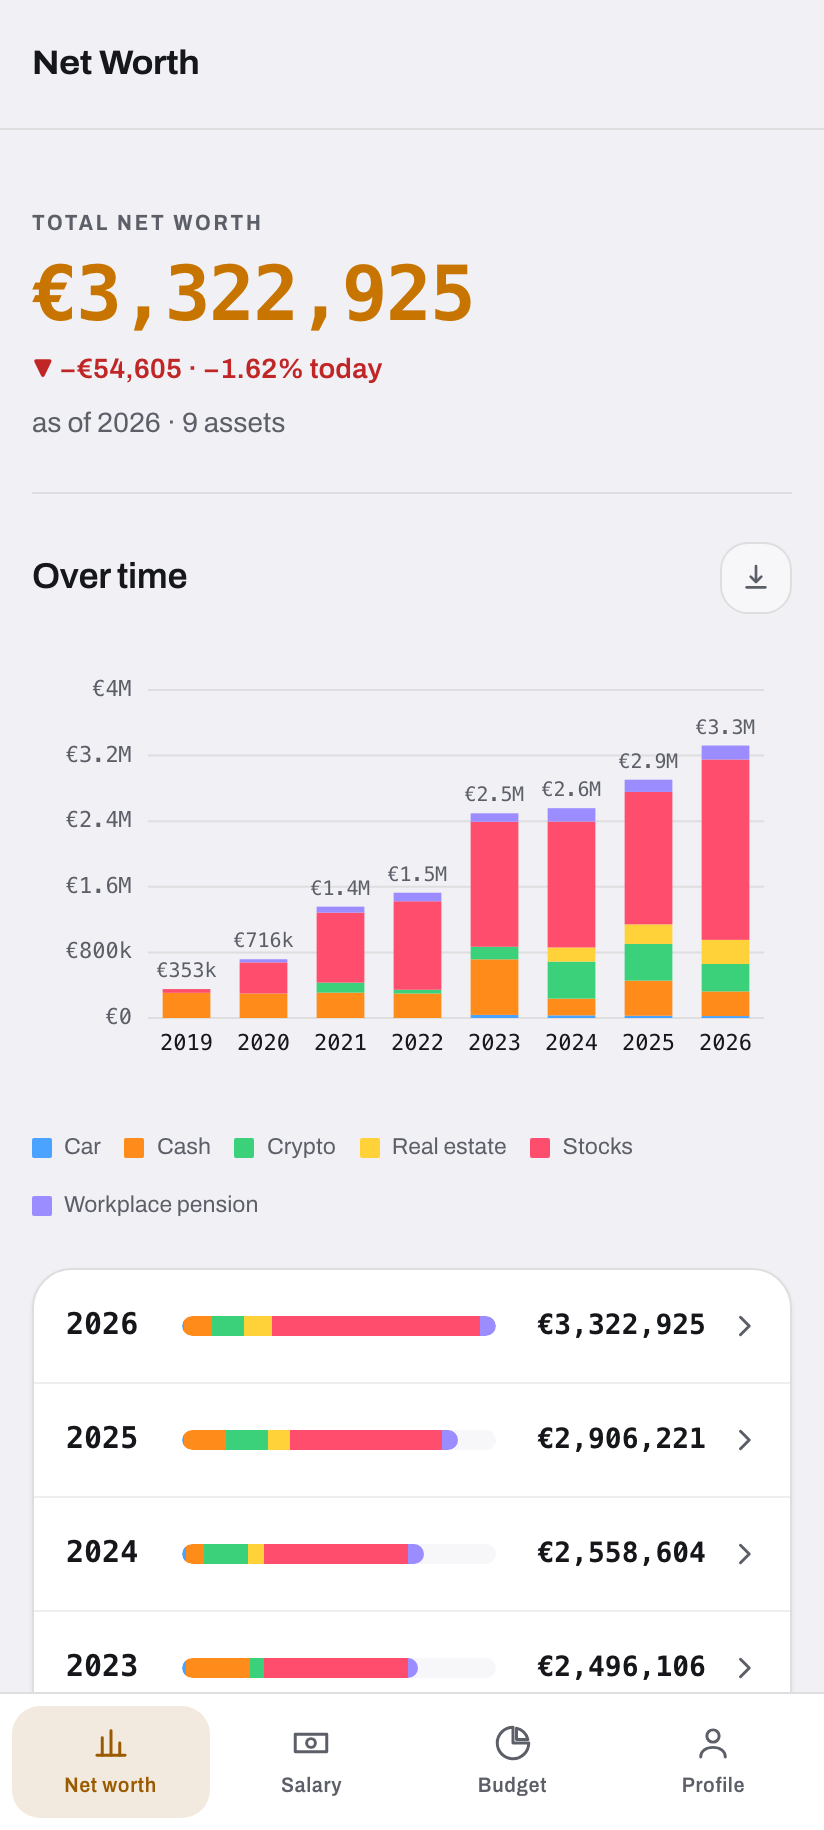 Net Worth
TOTAL NET WORTH
€3,322,925
▼ −€54,605 · −1.62% today
as of 2026 · 9 assets
Over time
€4M
€3.2M
€2.4M
€1.6M
€800k
€0
€353k
€716k
€1.4M
€1.5M
€2.5M
€2.6M
€2.9M
€3.3M
2019 2020 2021 2022 2023 2024 2025 2026
Car Cash Crypto Real estate Stocks
Workplace pension
2026 €3,322,925
2025 €2,906,221
2024 €2,558,604
2023 €2,496,106
Net worth Salary Budget Profile